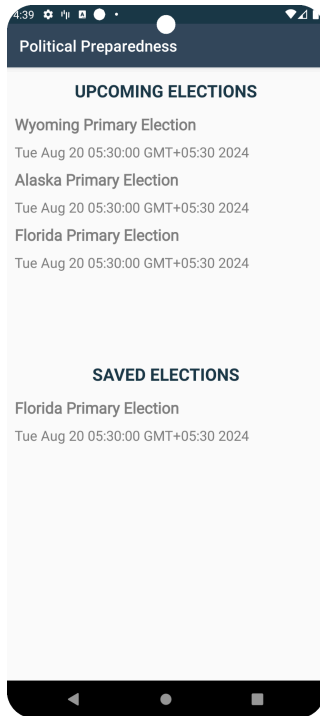 4:39
Political Preparedness
UPCOMING ELECTIONS
Wyoming Primary Election
Tue Aug 20 05:30:00 GMT+05:30 2024
Alaska Primary Election
Tue Aug 20 05:30:00 GMT+05:30 2024
Florida Primary Election
Tue Aug 20 05:30:00 GMT+05:30 2024
SAVED ELECTIONS
Florida Primary Election
Tue Aug 20 05:30:00 GMT+05:30 2024